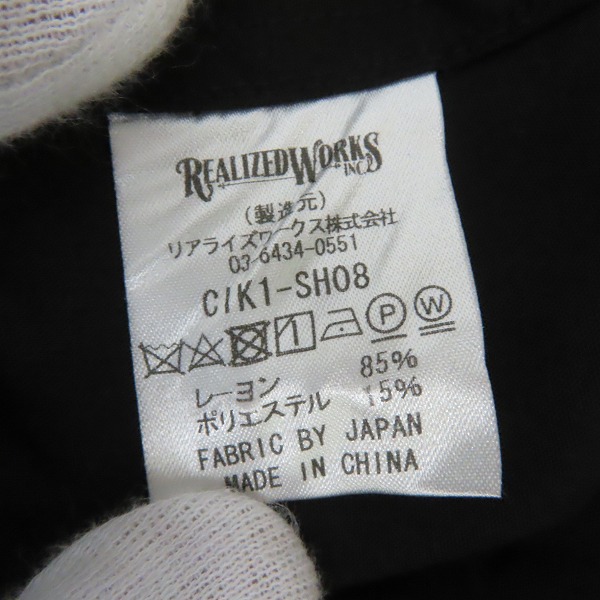 REALIZED WORKS
INC.
(製造元)
リアライズワークス株式会社
03-6434-0551
C/K1-SH08
P W
レーヨン 85%
ポリエステル 15%
FABRIC BY JAPAN
MADE IN CHINA